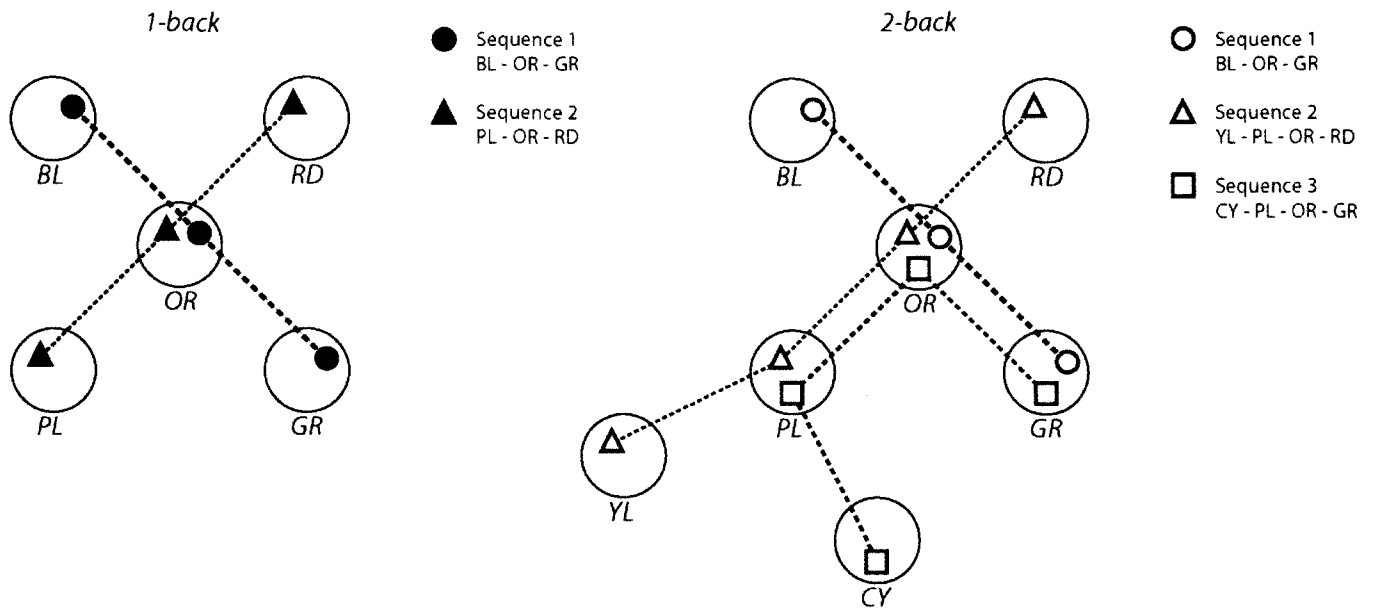 1-back
Sequence 1
BL - OR - GR
Sequence 2
PL - OR - RD
BL
RD
OR
PL
GR
2-back
Sequence 1
BL - OR - GR
Sequence 2
YL - PL - OR - RD
Sequence 3
CY - PL - OR - GR
BL
RD
OR
PL
GR
YL
CY